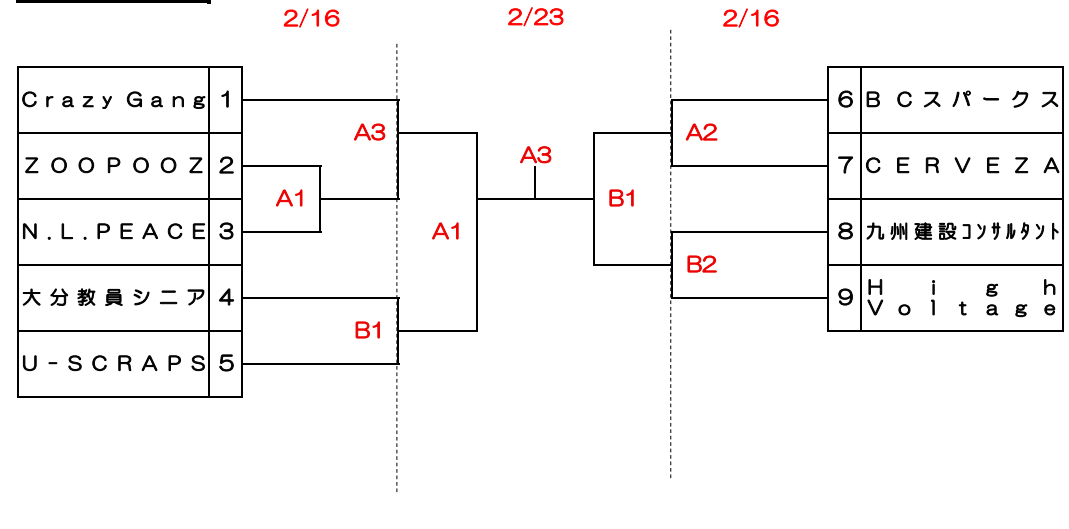 2/16 2/23 2/16
Crazy Gang 1
ZOOPOOZ 2
N.L.PEACE 3
大分教員シニア 4
U-SCRAPS 5
A3
A1
A1
B1
A3
B1
A2
B2
6 BCスパークス
7 CERVEZA
8 九州建設コンサルタント
9 High
Voltage